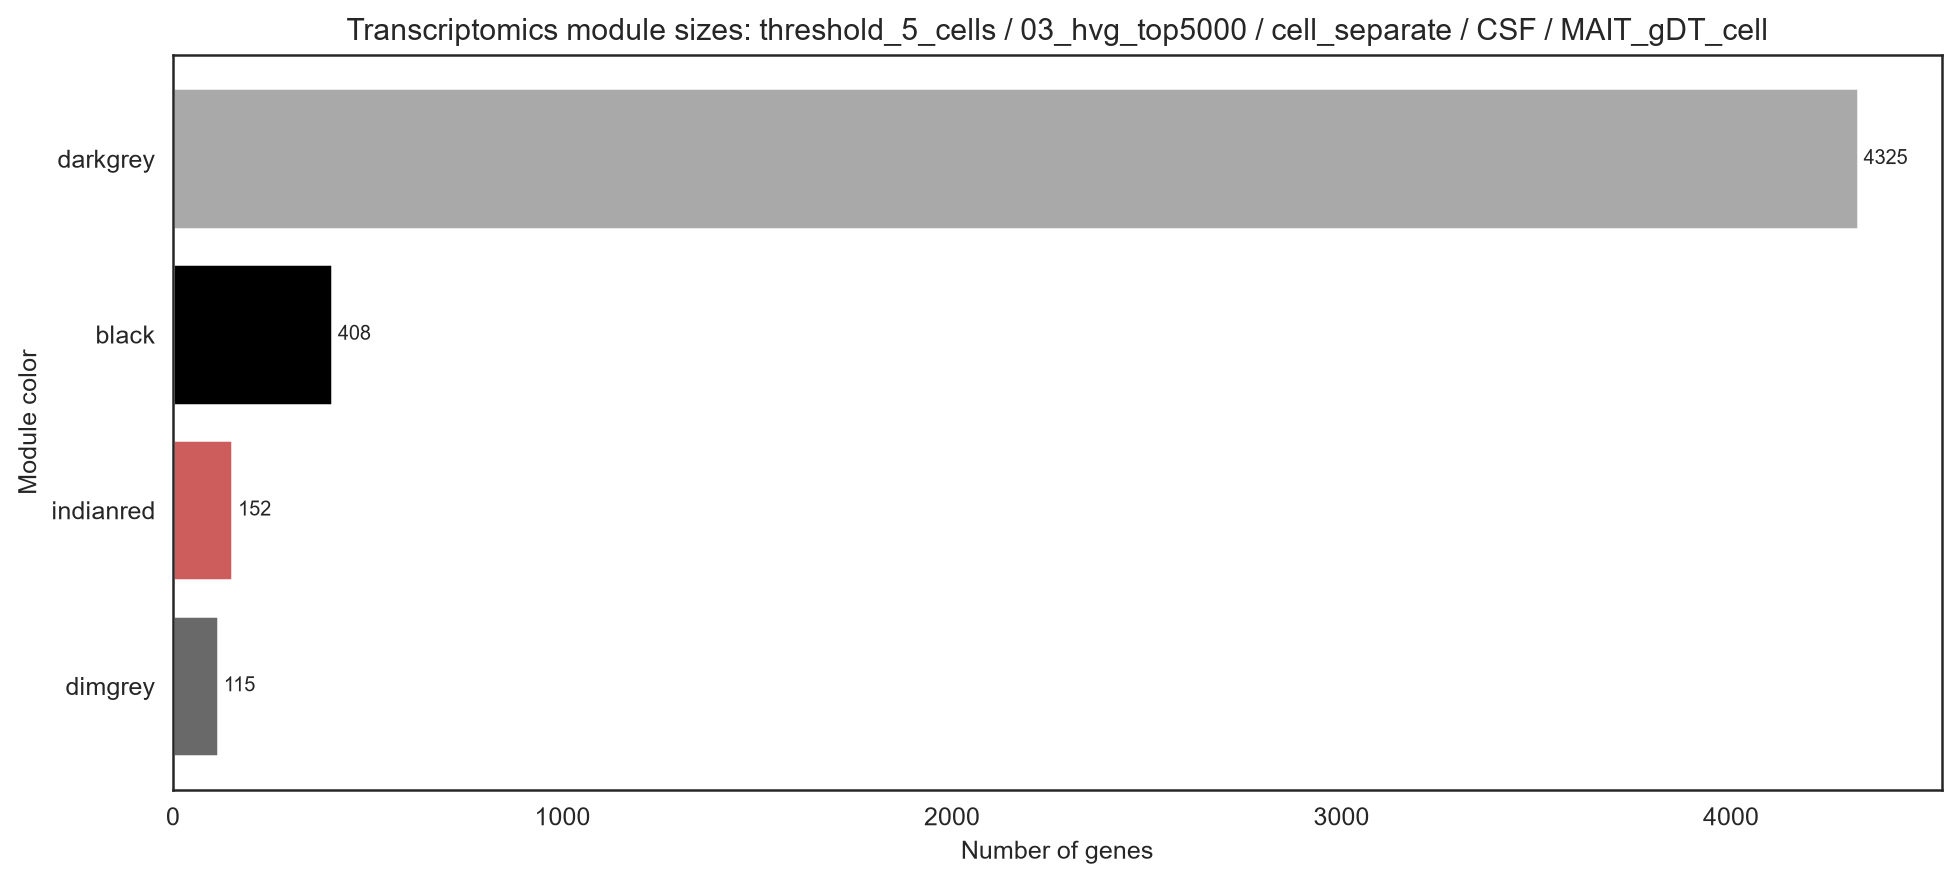 Transcriptomics module sizes: threshold_5_cells / 03_hvg_top5000 / cell_separate / CSF / MAIT_gDT_cell
Module color
darkgrey
4325
black
408
indianred
152
dimgrey
115
0 1000 2000 3000 4000
Number of genes